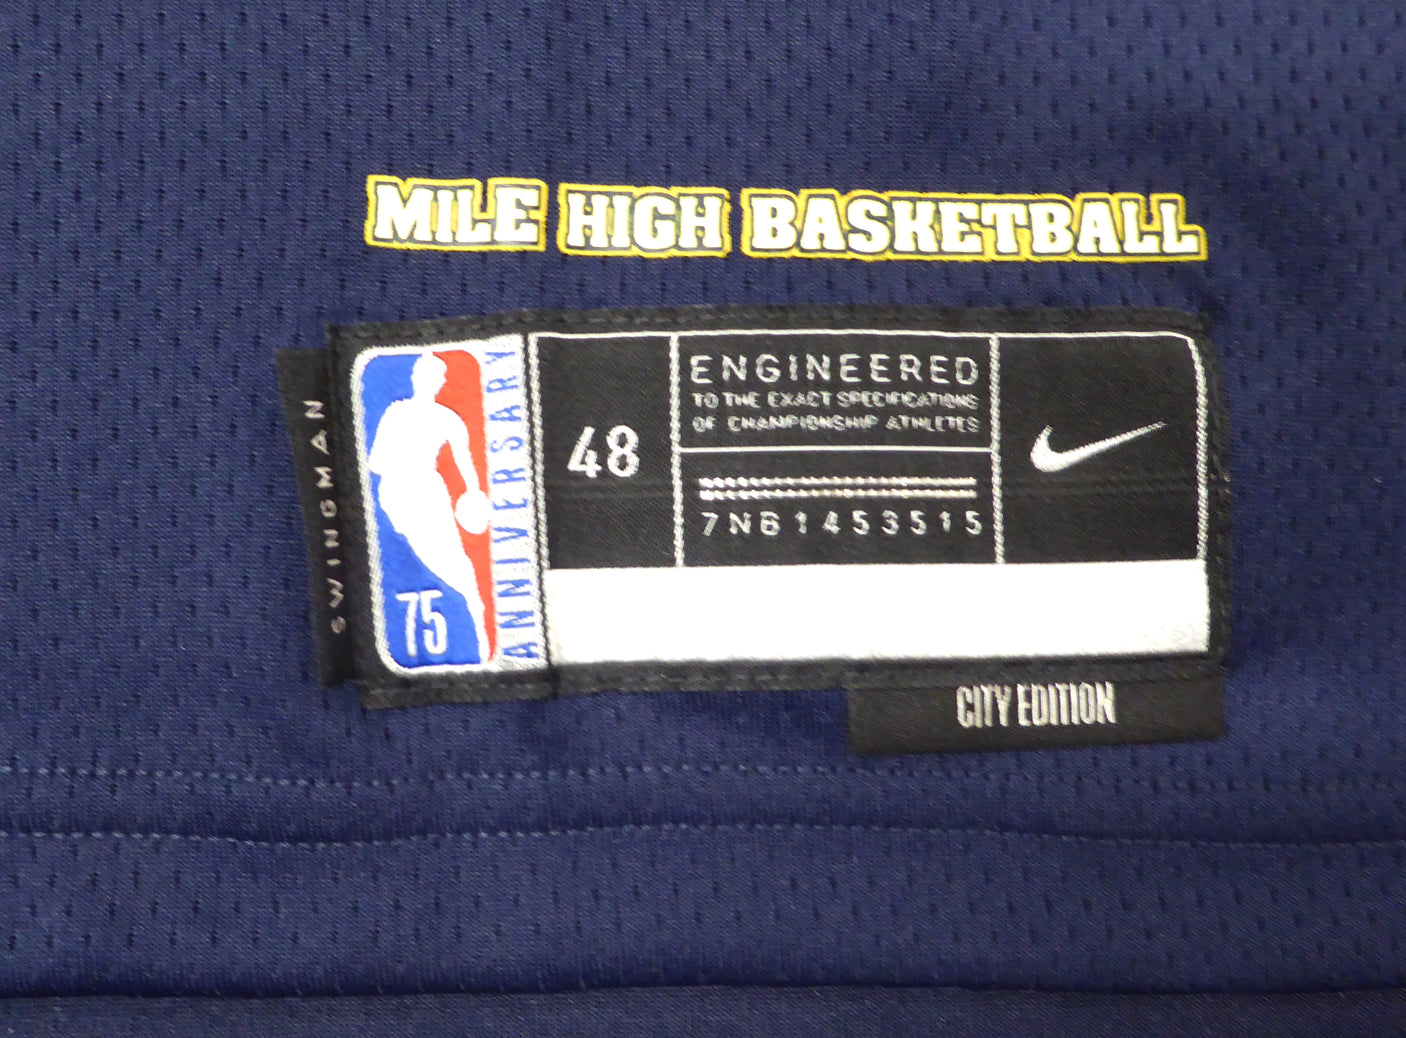 MILE HIGH BASKETBALL
SWINGMAN
75
ANNIVERSARY
48
ENGINEERED
TO THE EXACT SPECIFICATIONS
OF CHAMPIONSHIP ATHLETES
7NB1453515
CITY EDITION